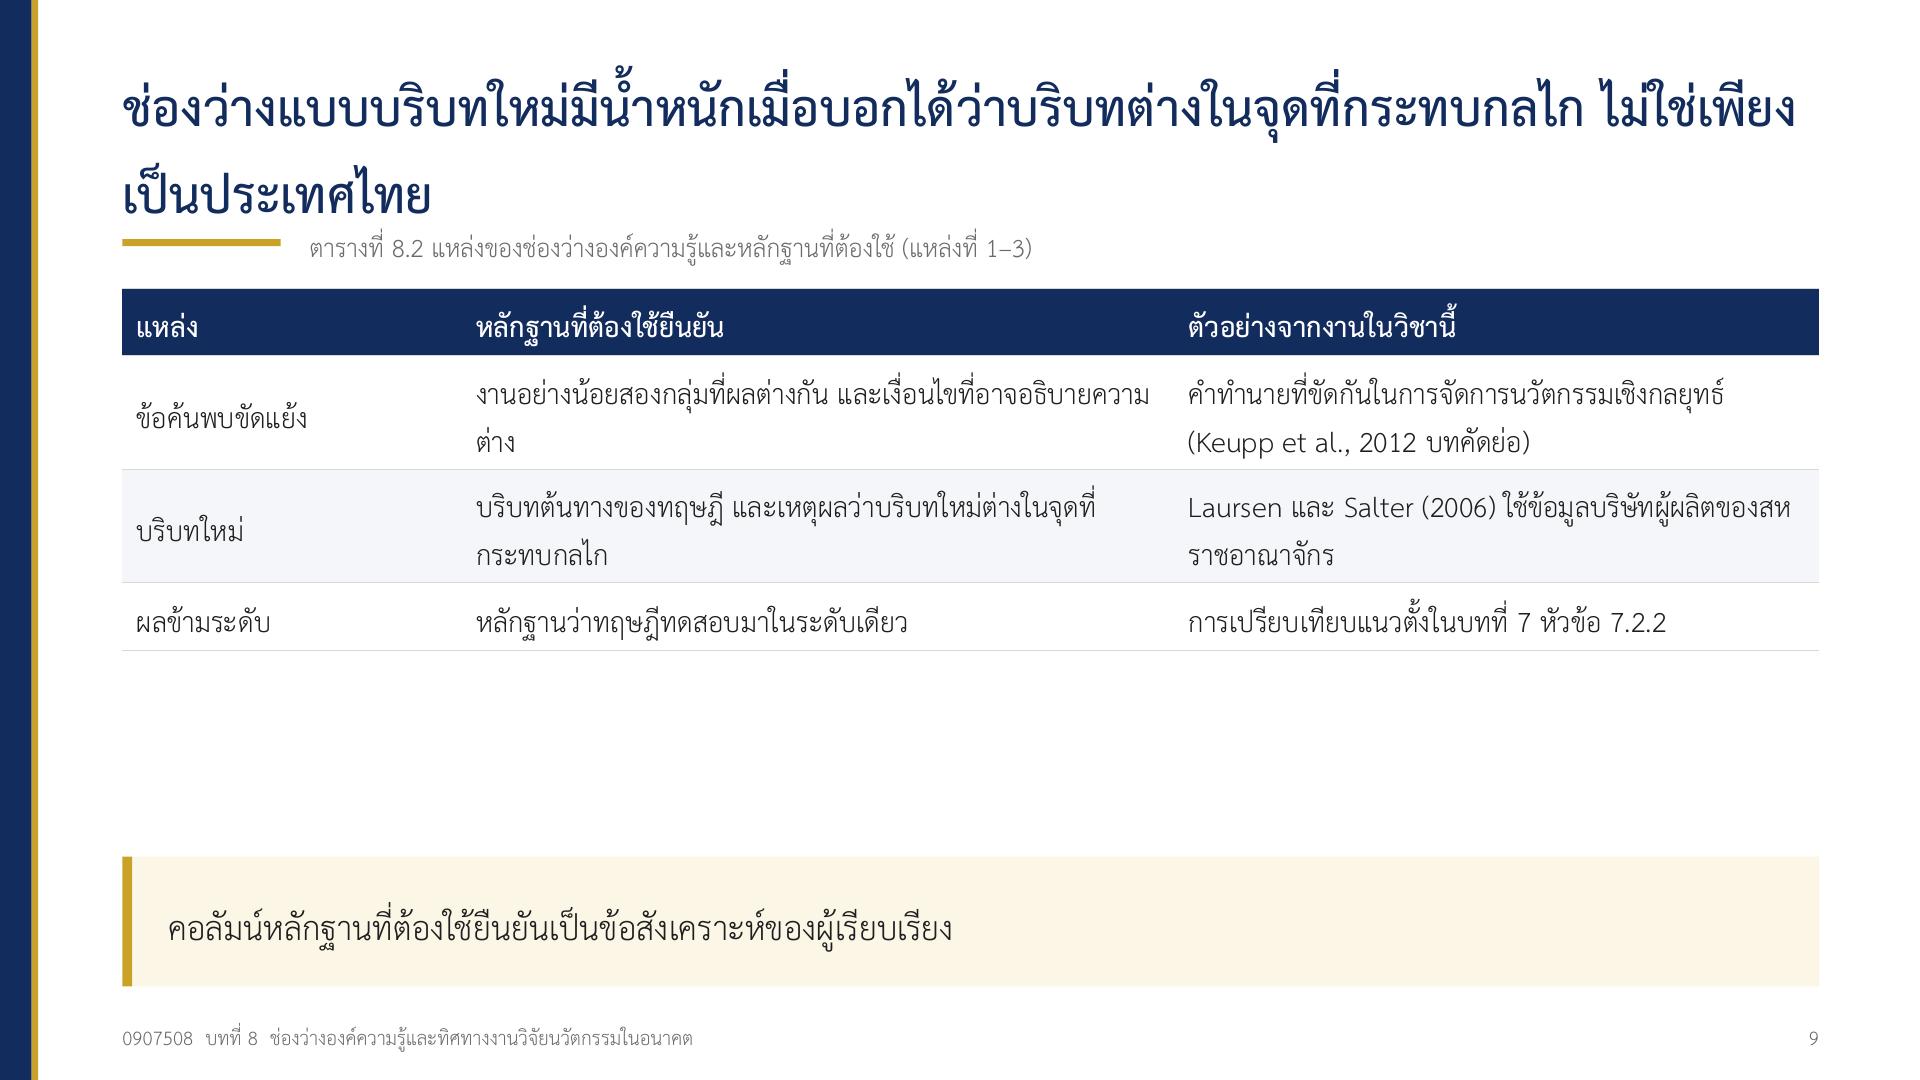 ช่องว่างแบบบริบทใหม่มีน้ำหนักเมื่อบอกได้ว่าบริบทต่างในจุดที่กระทบกลไก ไม่ใช่เพียง
เป็นประเทศไทย
ตารางที่ 8.2 แหล่งของช่องว่างองค์ความรู้และหลักฐานที่ต้องใช้ (แหล่งที่ 1–3)
แหล่ง หลักฐานที่ต้องใช้ยืนยัน ตัวอย่างจากงานในวิชานี้
ข้อค้นพบขัดแย้ง
งานอย่างน้อยสองกลุ่มที่ผลต่างกัน และเงื่อนไขที่อาจอธิบายความ
ต่าง
คำทำนายที่ขัดกันในการจัดการนวัตกรรมเชิงกลยุทธ์
(Keupp et al., 2012 บทคัดย่อ)
บริบทใหม่
บริบทต้นทางของทฤษฎี และเหตุผลว่าบริบทใหม่ต่างในจุดที่
กระทบกลไก
Laursen และ Salter (2006) ใช้ข้อมูลบริษัทผู้ผลิตของสห
ราชอาณาจักร
ผลข้ามระดับ หลักฐานว่าทฤษฎีทดสอบมาในระดับเดียว การเปรียบเทียบแนวตั้งในบทที่ 7 หัวข้อ 7.2.2
คอลัมน์หลักฐานที่ต้องใช้ยืนยันเป็นข้อสังเคราะห์ของผู้เรียบเรียง
0907508 บทที่ 8 ช่องว่างองค์ความรู้และทิศทางงานวิจัยนวัตกรรมในอนาคต 9